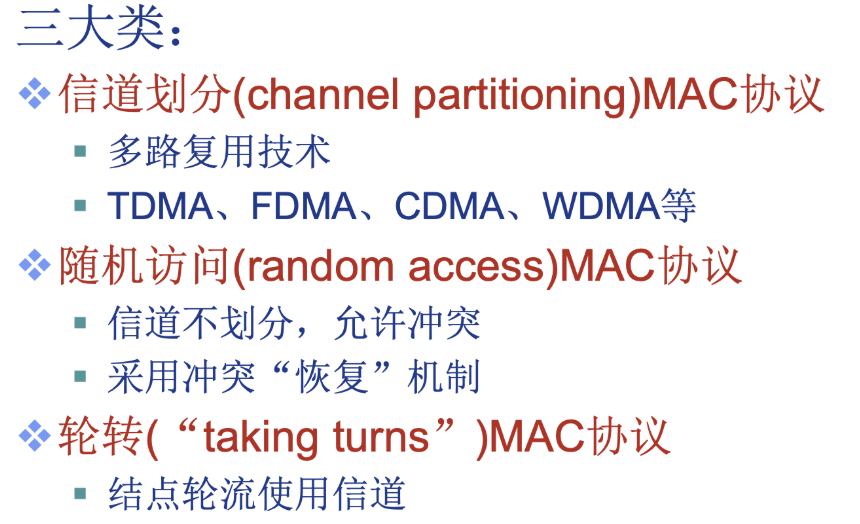 三大类：
信道划分(channel partitioning)MAC协议
多路复用技术
TDMA、FDMA、CDMA、WDMA等
随机访问(random access)MAC协议
信道不划分，允许冲突
采用冲突“恢复”机制
轮转(“taking turns”)MAC协议
结点轮流使用信道